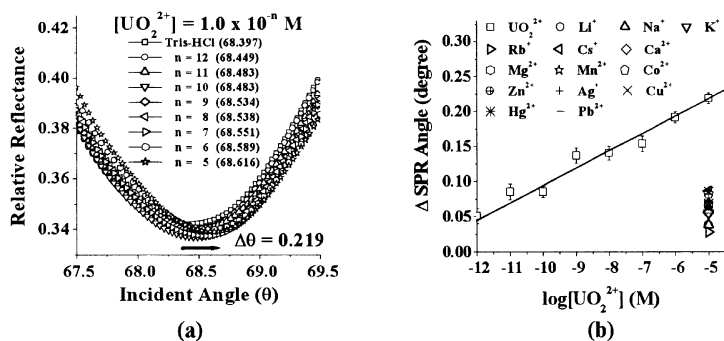 [UO₂²⁺] = 1.0 x 10⁻ⁿ M
Tris-HCl (68.397)
n = 12 (68.449)
n = 11 (68.483)
n = 10 (68.483)
n = 9 (68.534)
n = 8 (68.538)
n = 7 (68.551)
n = 6 (68.589)
n = 5 (68.616)
Δθ = 0.219
Relative Reflectance
0.40
0.38
0.36
0.34
67.5 68.0 68.5 69.0 69.5
Incident Angle (θ)
(a)
UO₂²⁺ Li⁺ Na⁺ K⁺
Rb⁺ Cs⁺ Ca²⁺
Mg²⁺ Mn²⁺ Co²⁺
Zn²⁺ Ag⁺ Cu²⁺
Hg²⁺ Pb²⁺
Δ SPR Angle (degree)
0.30
0.25
0.20
0.15
0.10
0.05
0.00
-12 -11 -10 -9 -8 -7 -6 -5
log[UO₂²⁺] (M)
(b)